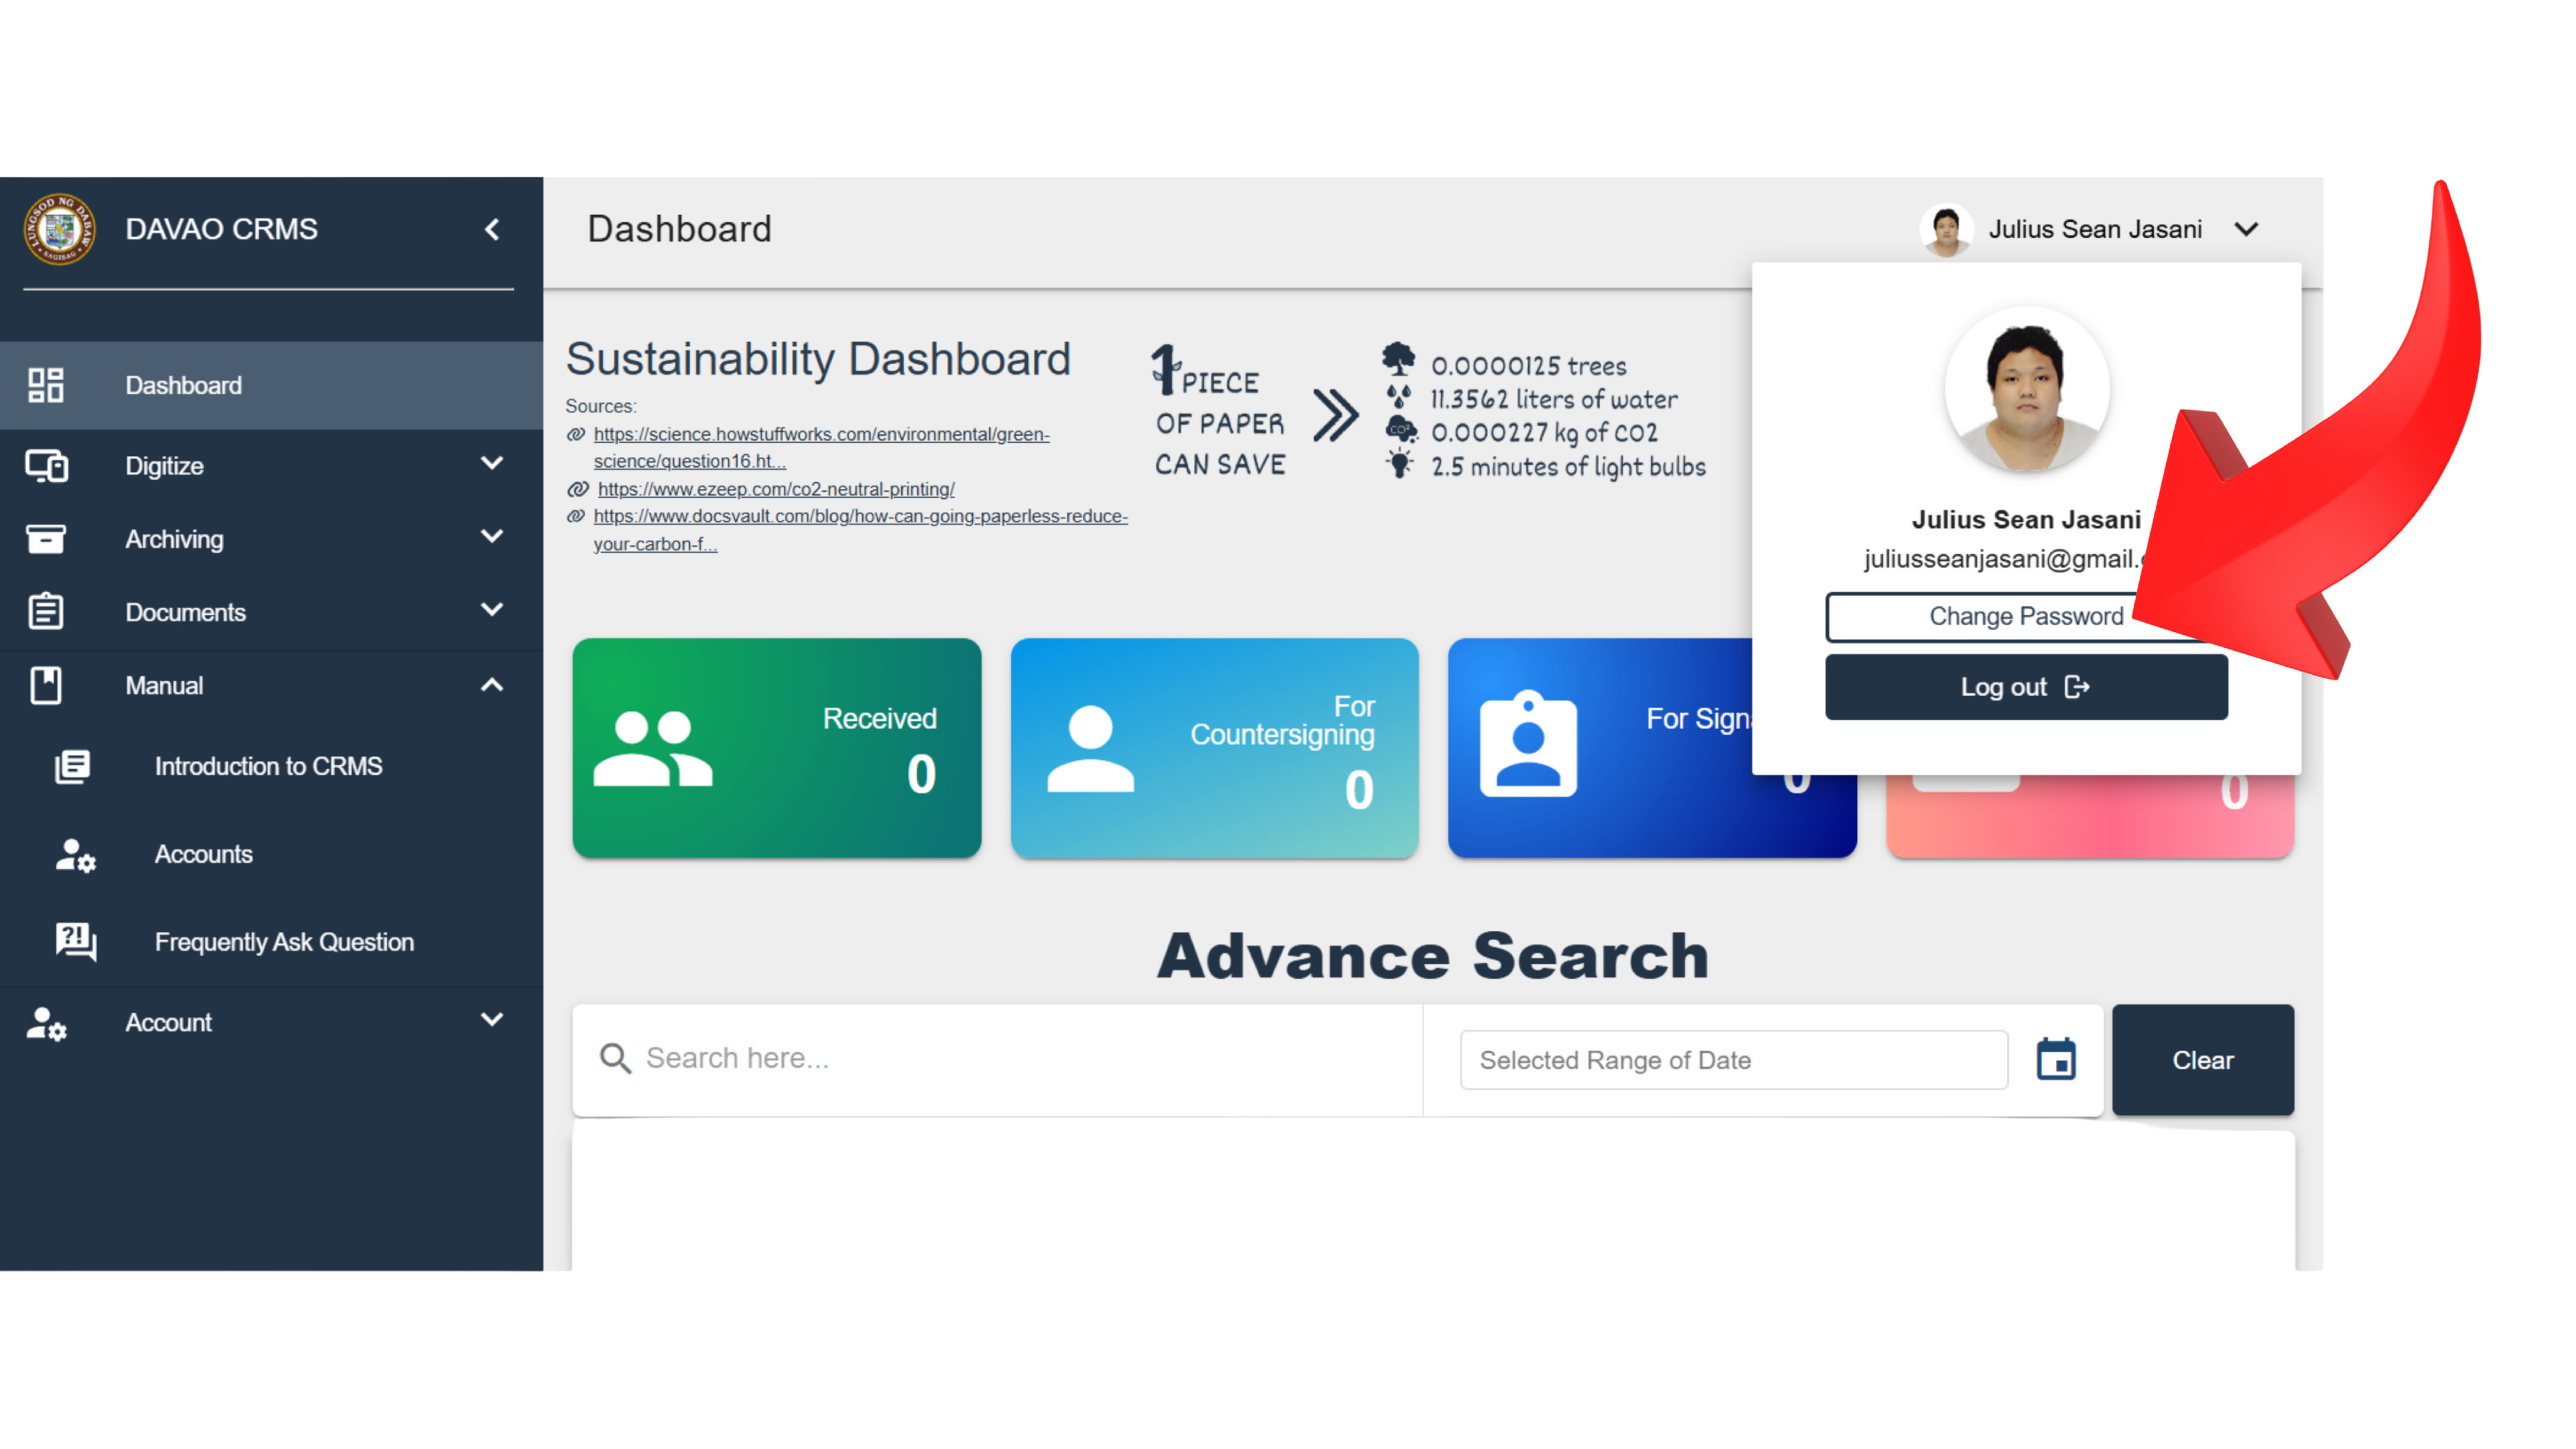 LUNGSOD NG DABAW
SAGISAG
DAVAO CRMS
Dashboard
Digitize
Archiving
Documents
Manual
Introduction to CRMS
Accounts
Frequently Ask Question
Account
Dashboard
Julius Sean Jasani
Sustainability Dashboard
Sources:
https://science.howstuffworks.com/environmental/green-
science/question16.ht...
https://www.ezeep.com/co2-neutral-printing/
https://www.docsvault.com/blog/how-can-going-paperless-reduce-
your-carbon-f...
1 PIECE
OF PAPER
CAN SAVE
0.0000125 trees
11.3562 liters of water
CO2
0.000227 kg of CO2
2.5 minutes of light bulbs
Julius Sean Jasani
juliusseanjasani@gmail.
Change Password
Log out
Received
0
For
Countersigning
0
For Sign
0
0
Advance Search
Search here...
Selected Range of Date
Clear